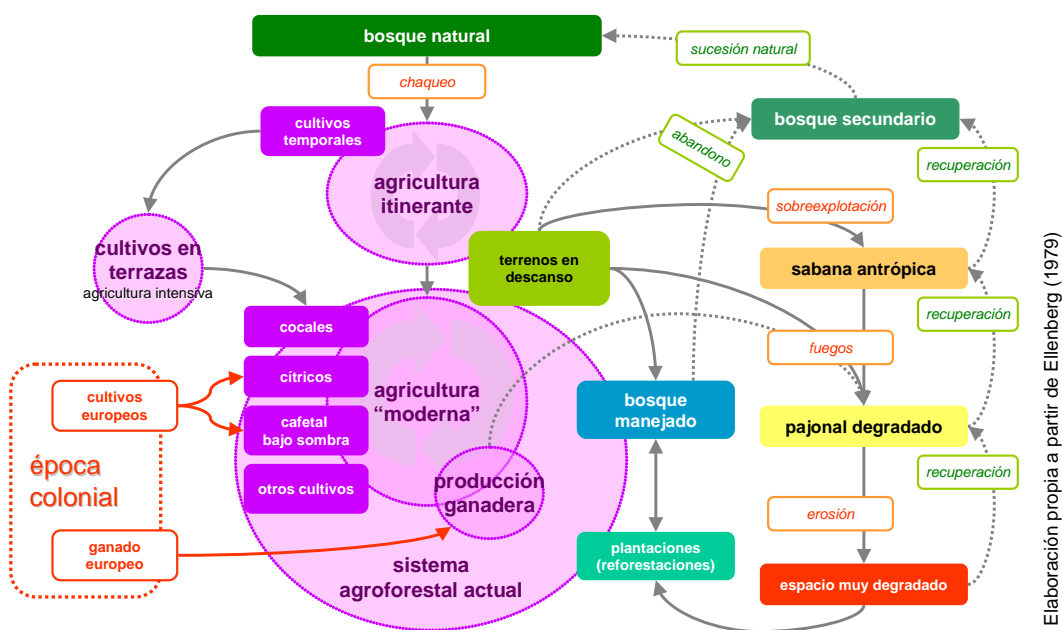 bosque natural
sucesión natural
chaqueo
cultivos
temporales
bosque secundario
abandono
agricultura
itinerante
recuperación
sobreexplotación
cultivos en
terrazas
agricultura intensiva
terrenos en
descanso
sabana antrópica
cocales
recuperación
fuegos
cítricos
agricultura
“moderna”
cultivos
europeos
cafetal
bajo sombra
bosque
manejado
pajonal degradado
época
colonial
otros cultivos
producción
ganadera
recuperación
erosión
ganado
europeo
sistema
agroforestal actual
plantaciones
(reforestaciones)
espacio muy degradado
Elaboración propia a partir de Ellenberg (1979)